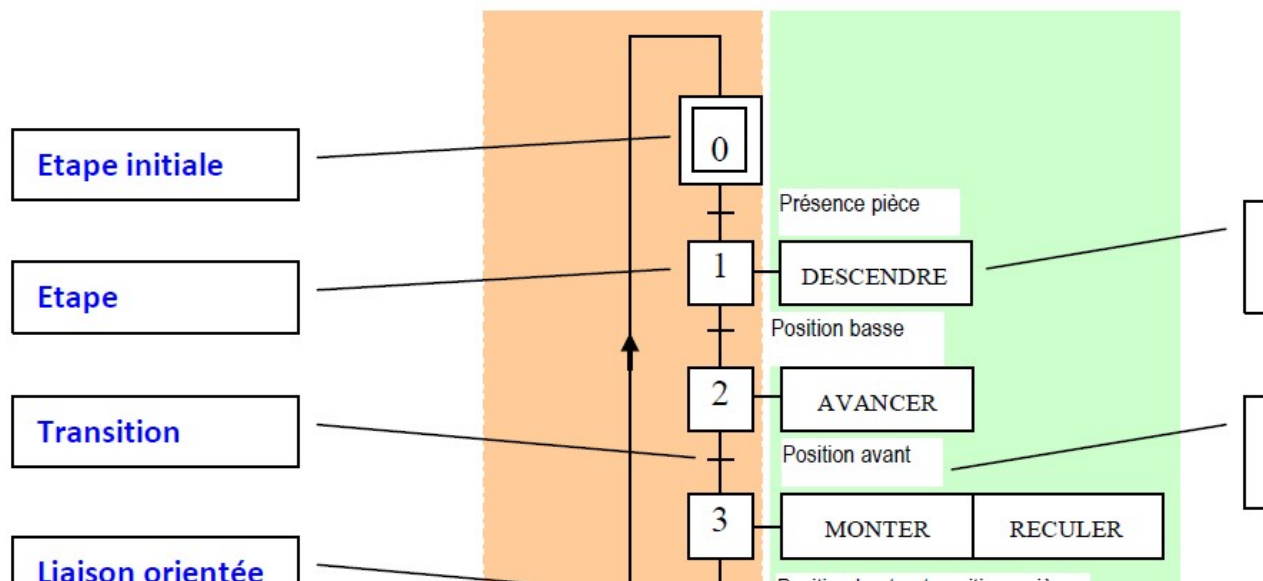 Etape initiale
0
Présence pièce
1
DESCENDRE
Etape
Position basse
2
AVANCER
Transition
Position avant
3
MONTER
RECULER
Liaison orientée